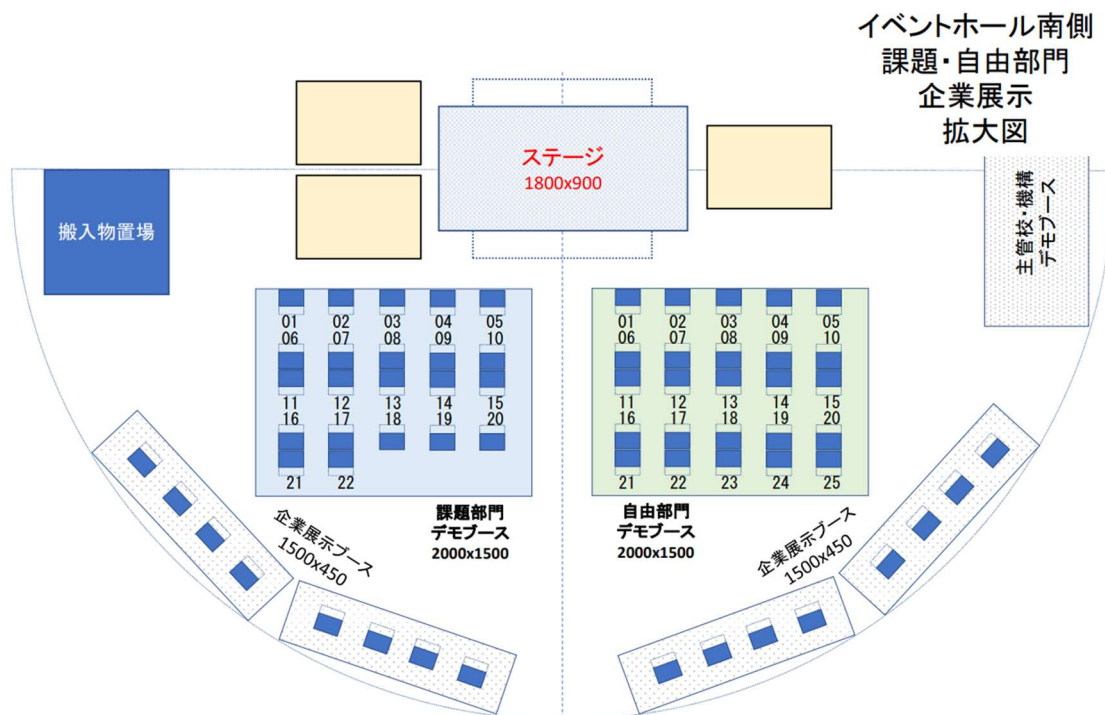 イベントホール南側
課題・自由部門
企業展示
拡大図
ステージ
1800x900
搬入物置場
主管校・機構
デモブース
01 02 03 04 05
06 07 08 09 10
11 12 13 14 15
16 17 18 19 20
21 22
課題部門
デモブース
2000x1500
01 02 03 04 05
06 07 08 09 10
11 12 13 14 15
16 17 18 19 20
21 22 23 24 25
自由部門
デモブース
2000x1500
企業展示ブース
1500x450
企業展示ブース
1500x450